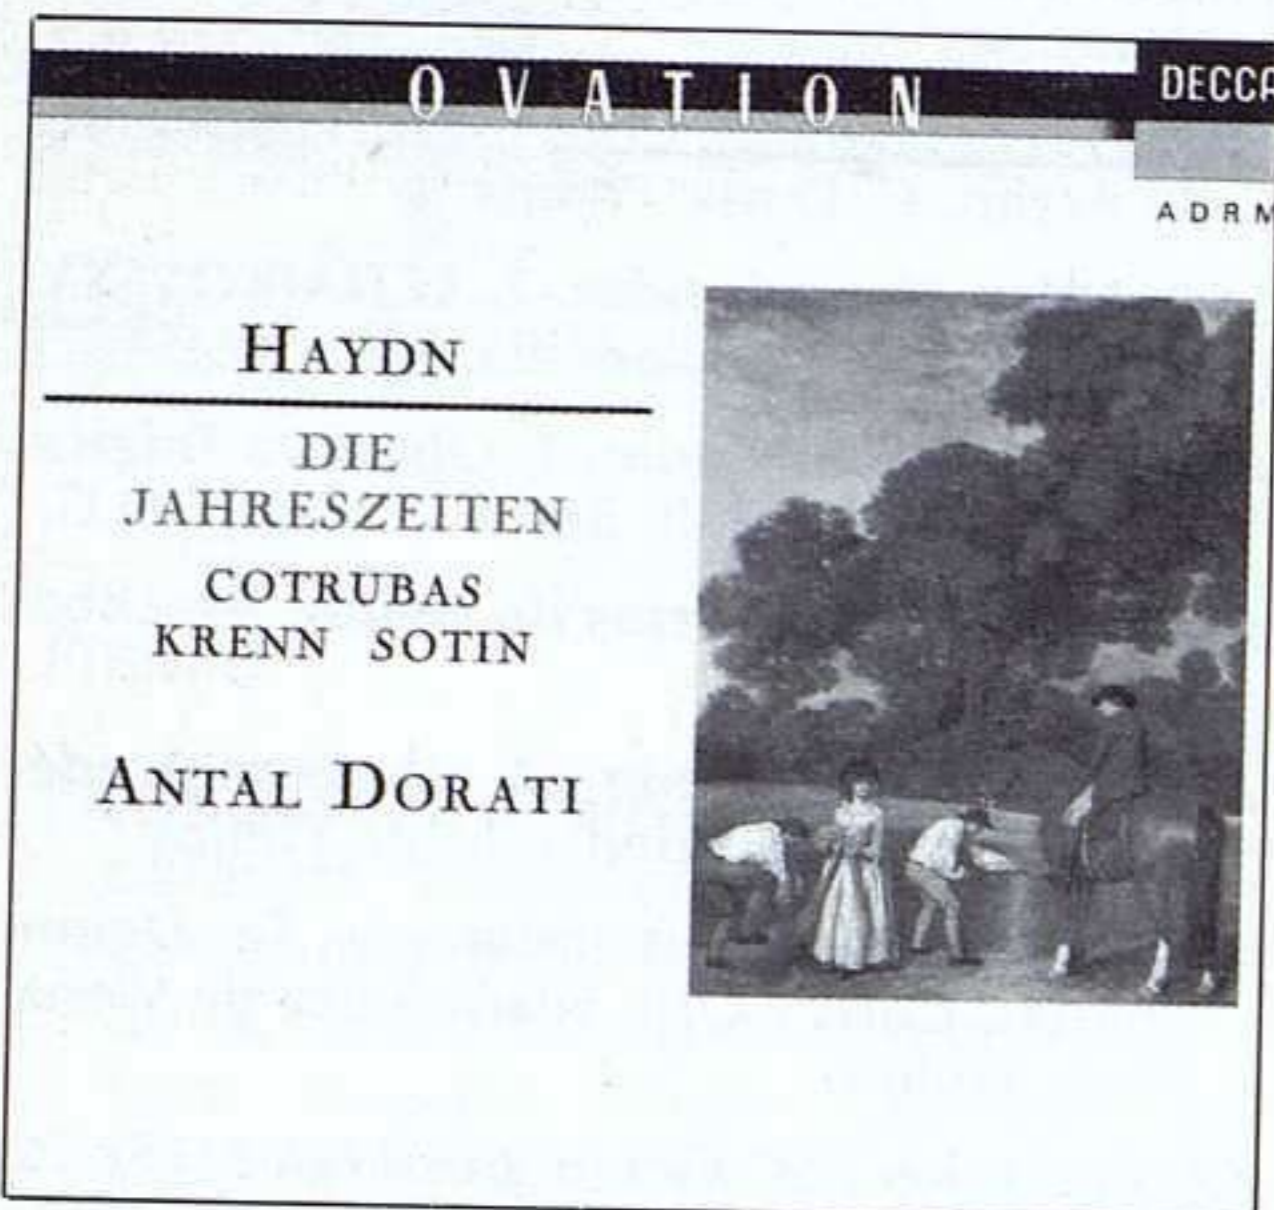 OVATION
DECCA
ADRM
HAYDN
DIE
JAHRESZEITEN
COTRUBAS
KRENN SOTIN
ANTAL DORATI